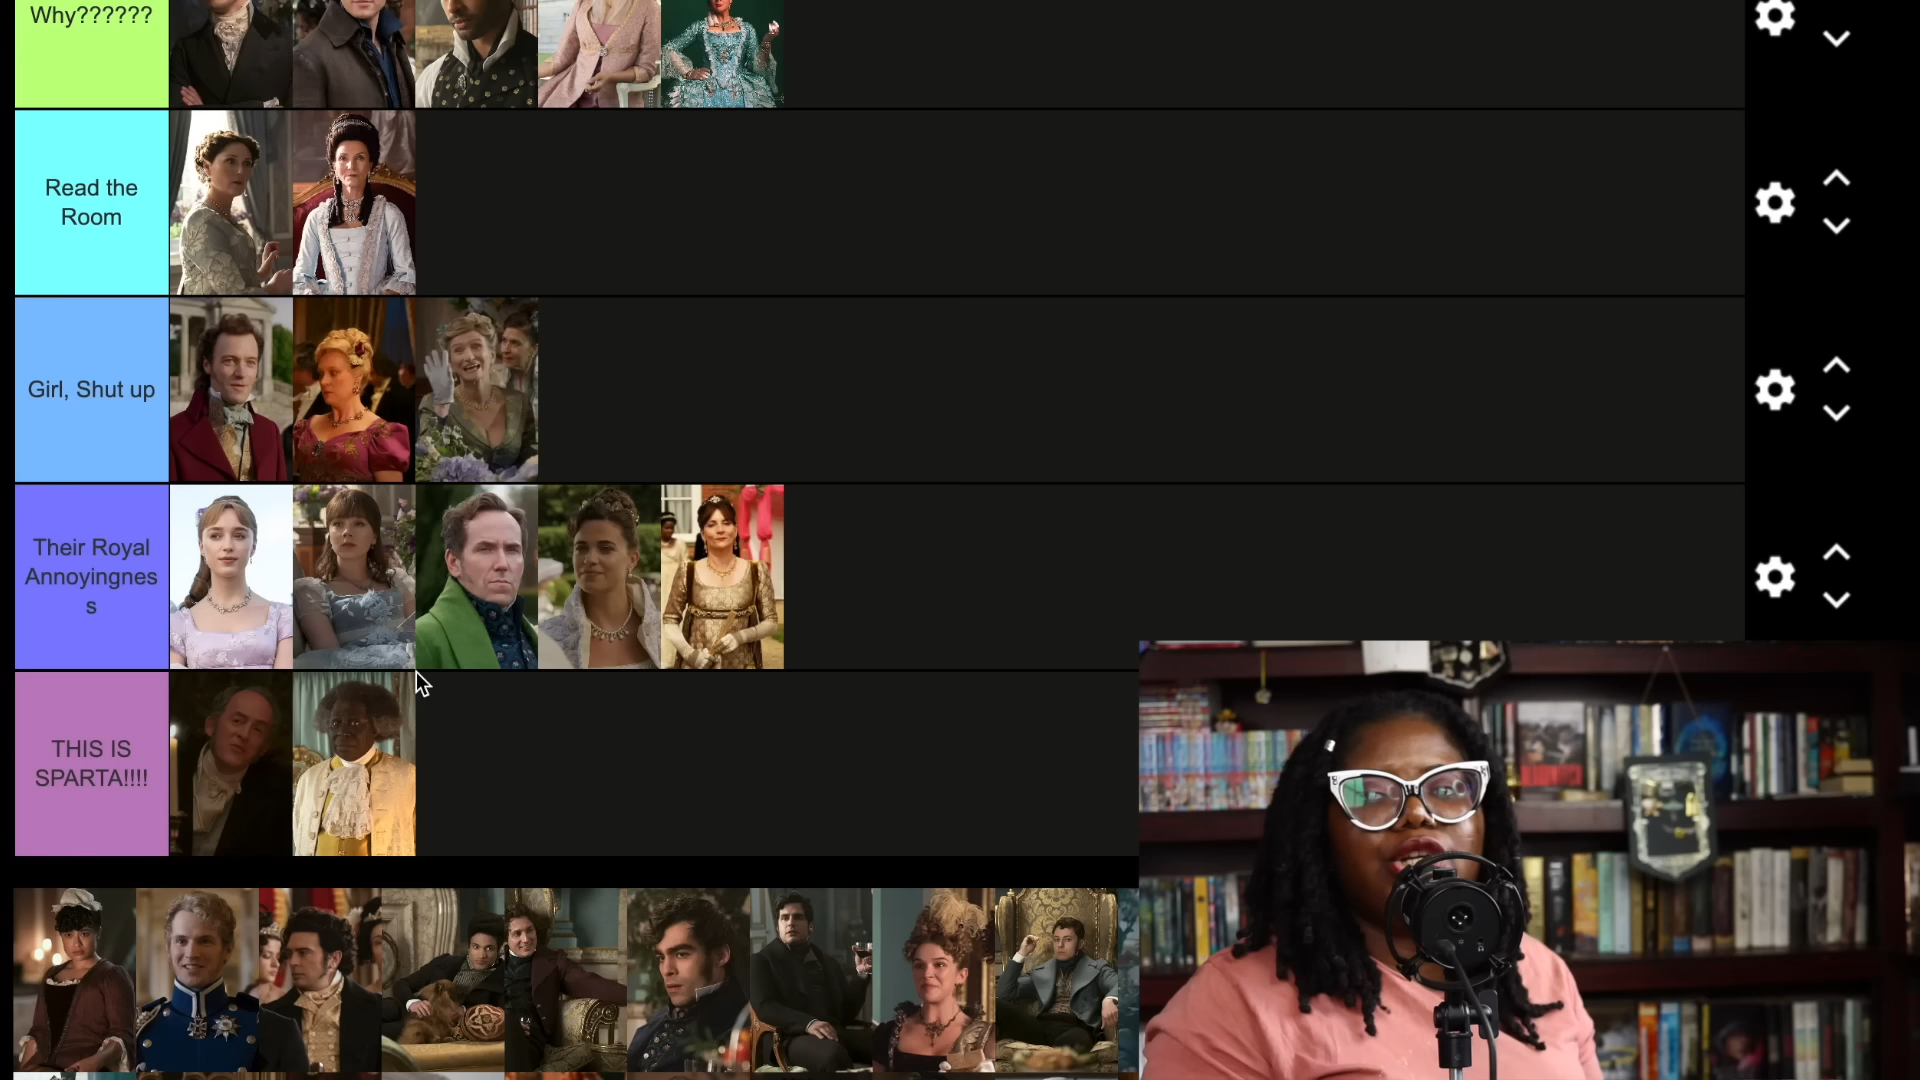 Why??????
Read the
Room
Girl, Shut up
Their Royal
Annoyingnes
s
THIS IS
SPARTA!!!!